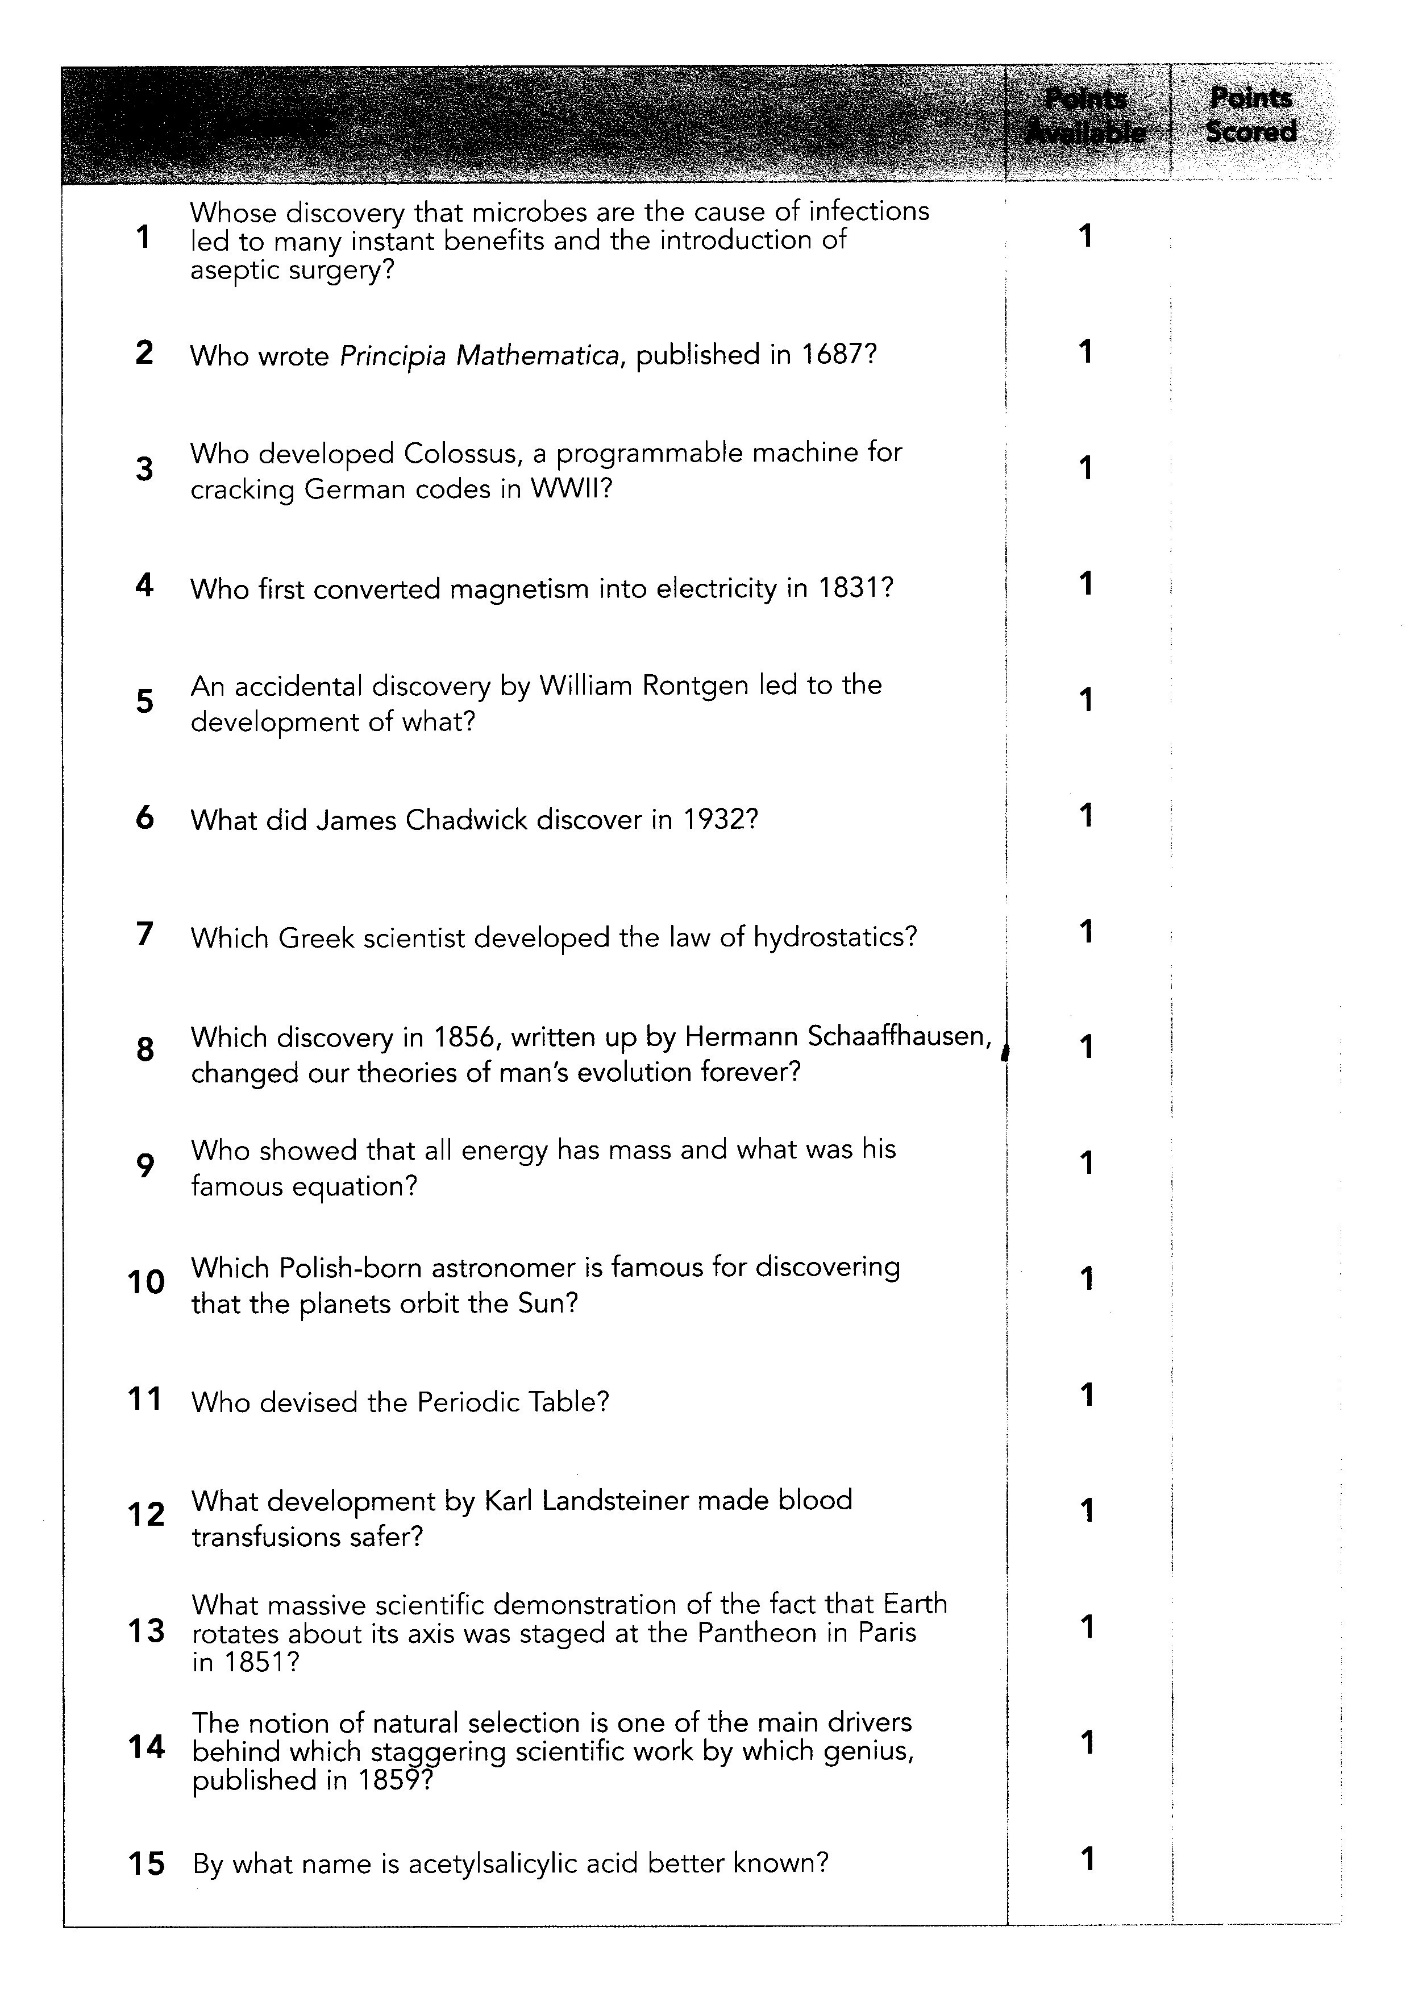 Points Points
Available Scored
1 Whose discovery that microbes are the cause of infections 1
led to many instant benefits and the introduction of
aseptic surgery?
2 Who wrote Principia Mathematica, published in 1687? 1
3 Who developed Colossus, a programmable machine for 1
cracking German codes in WWII?
4 Who first converted magnetism into electricity in 1831? 1
5 An accidental discovery by William Rontgen led to the 1
development of what?
6 What did James Chadwick discover in 1932? 1
7 Which Greek scientist developed the law of hydrostatics? 1
8 Which discovery in 1856, written up by Hermann Schaaffhausen, 1
changed our theories of man's evolution forever?
9 Who showed that all energy has mass and what was his 1
famous equation?
10 Which Polish-born astronomer is famous for discovering 1
that the planets orbit the Sun?
11 Who devised the Periodic Table? 1
12 What development by Karl Landsteiner made blood 1
transfusions safer?
What massive scientific demonstration of the fact that Earth
13 rotates about its axis was staged at the Pantheon in Paris 1
in 1851?
The notion of natural selection is one of the main drivers
14 behind which staggering scientific work by which genius, 1
published in 1859?
15 By what name is acetylsalicylic acid better known? 1